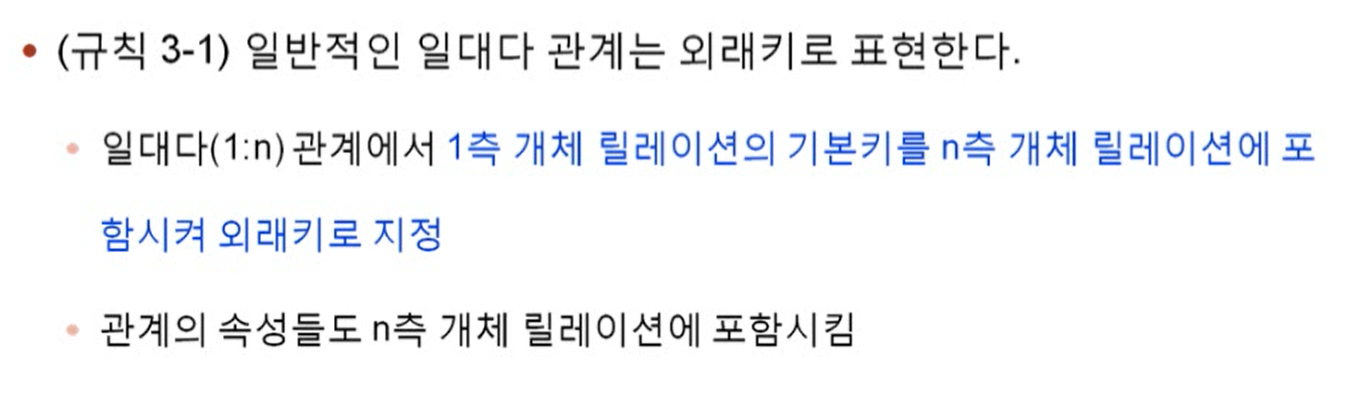 • (규칙 3-1) 일반적인 일대다 관계는 외래키로 표현한다.
• 일대다(1:n) 관계에서 1측 개체 릴레이션의 기본키를 n측 개체 릴레이션에 포
함시켜 외래키로 지정
• 관계의 속성들도 n측 개체 릴레이션에 포함시킴